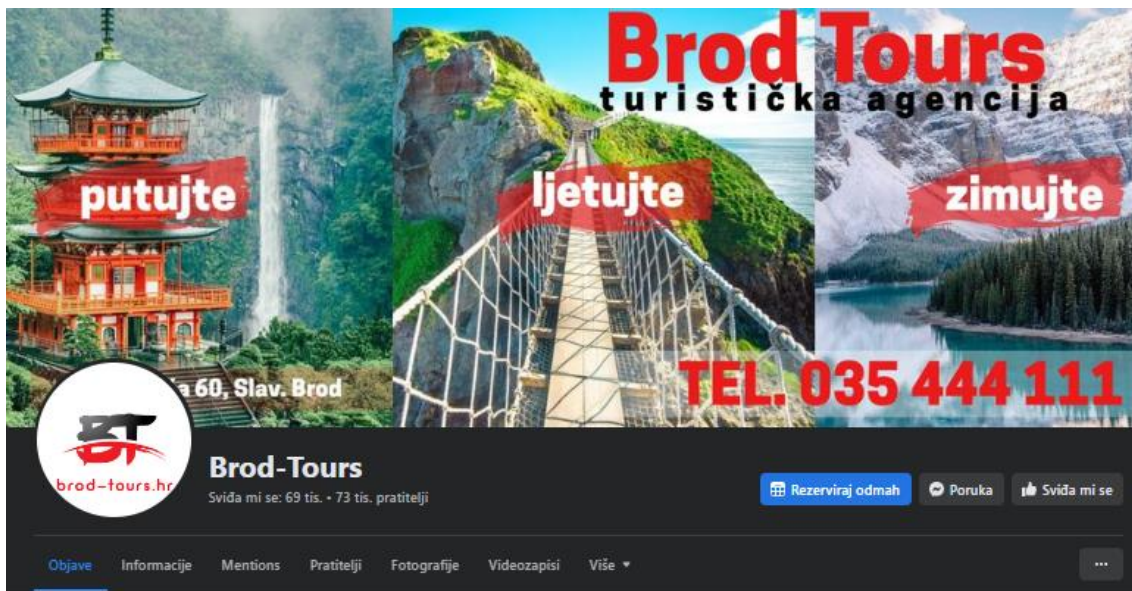 Brod Tours
turistička agencija
putujte
ljetujte
zimujte
60, Slav. Brod
TEL. 035 444 111
BT
brod-tours.hr
Brod-Tours
Sviđa mi se: 69 tis. • 73 tis. pratitelji
Rezerviraj odmah
Poruka
Sviđa mi se
Objave Informacije Mentions Pratitelji Fotografije Videozapisi Više